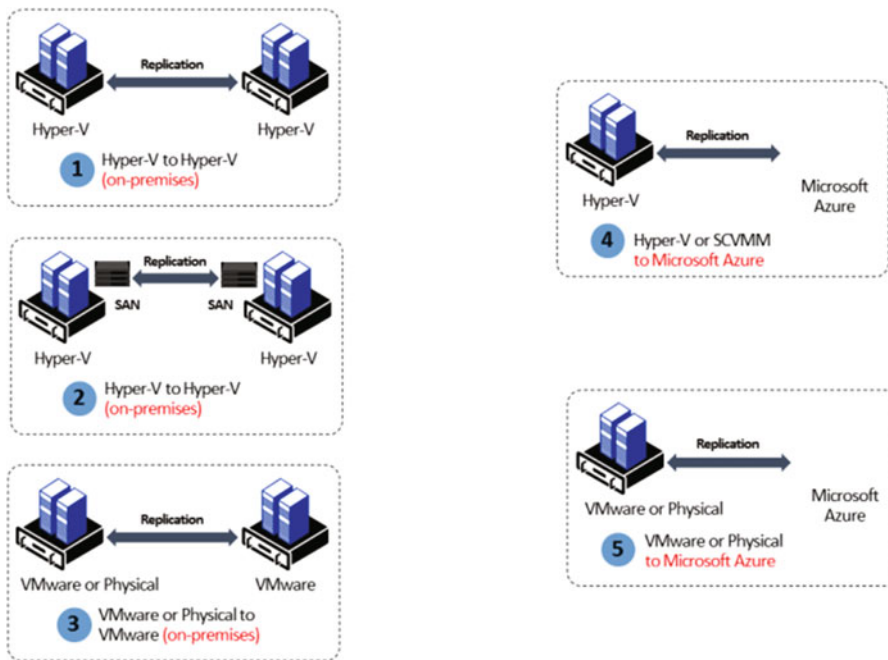 Replication
Hyper-V
Hyper-V
1
Hyper-V to Hyper-V
(on-premises)
Replication
SAN
SAN
Hyper-V
Hyper-V
2
Hyper-V to Hyper-V
(on-premises)
Replication
VMware or Physical
VMware
3
VMware or Physical to
VMware (on-premises)
Replication
Hyper-V
Microsoft
Azure
4
Hyper-V or SCVMM
to Microsoft Azure
Replication
VMware or Physical
Microsoft
Azure
5
VMware or Physical
to Microsoft Azure